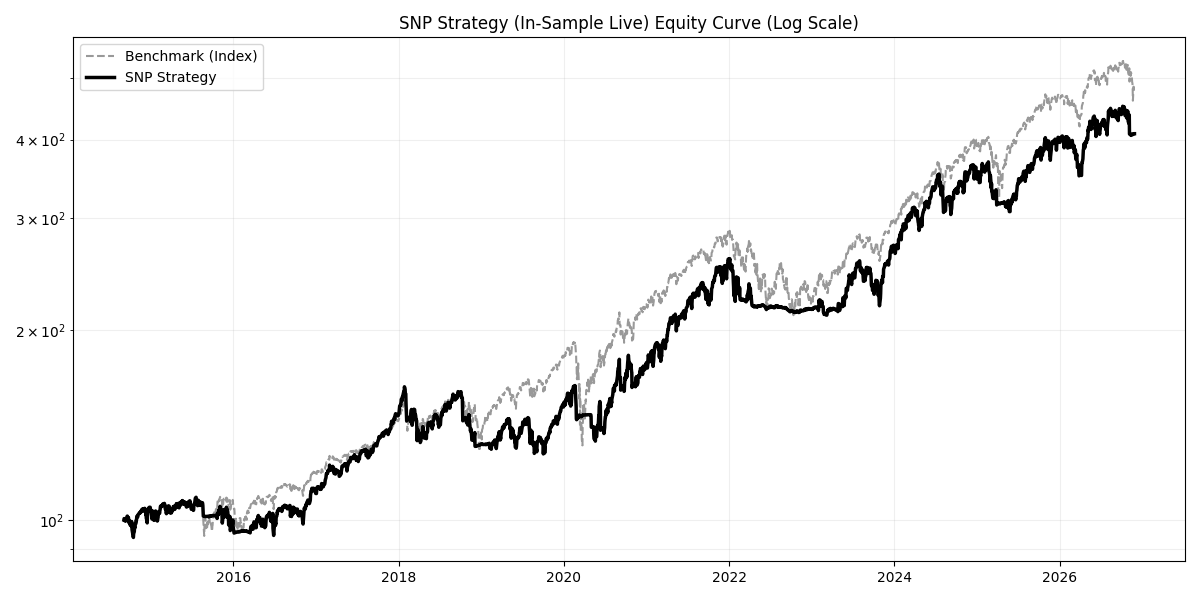 SNP Strategy (In-Sample Live) Equity Curve (Log Scale)
Benchmark (Index)
SNP Strategy
4 × 10²
3 × 10²
2 × 10²
10²
2016 2018 2020 2022 2024 2026